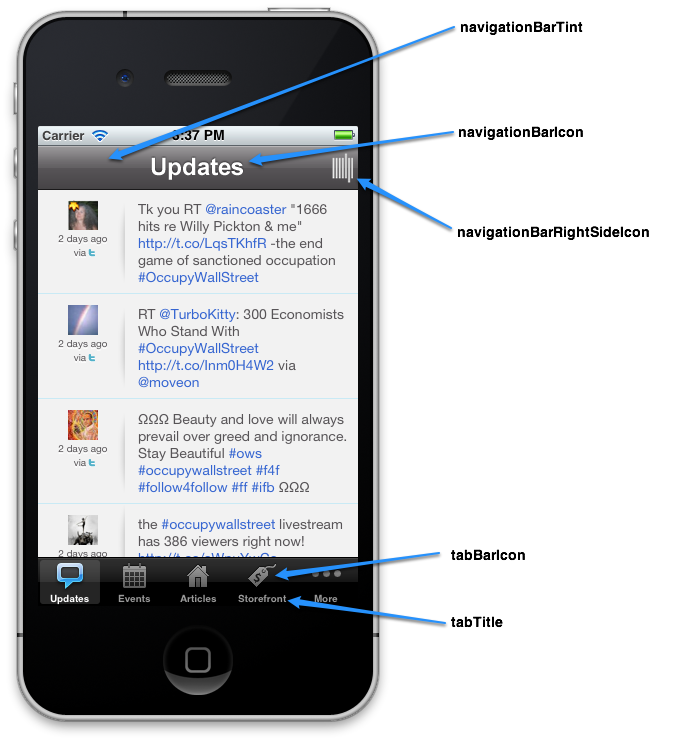 navigationBarTint
Carrier
3:37 PM
navigationBarIcon
Updates
navigationBarRightSideIcon
2 days ago
via
Tk you RT @raincoaster "1666
hits re Willy Pickton & me"
http://t.co/LqsTKhfR -the end
game of sanctioned occupation
#OccupyWallStreet
2 days ago
via
RT @TurboKitty: 300 Economists
Who Stand With
#OccupyWallStreet
http://t.co/Inm0H4W2 via
@moveon
2 days ago
via
ΩΩΩ Beauty and love will always
prevail over greed and ignorance.
Stay Beautiful #ows
#occupywallstreet #f4f
#follow4follow #ff #ifb ΩΩΩ
2 days ago
the #occupywallstreet livestream
has 386 viewers right now!
tabBarIcon
Updates
Events
Articles
Storefront
More
tabTitle